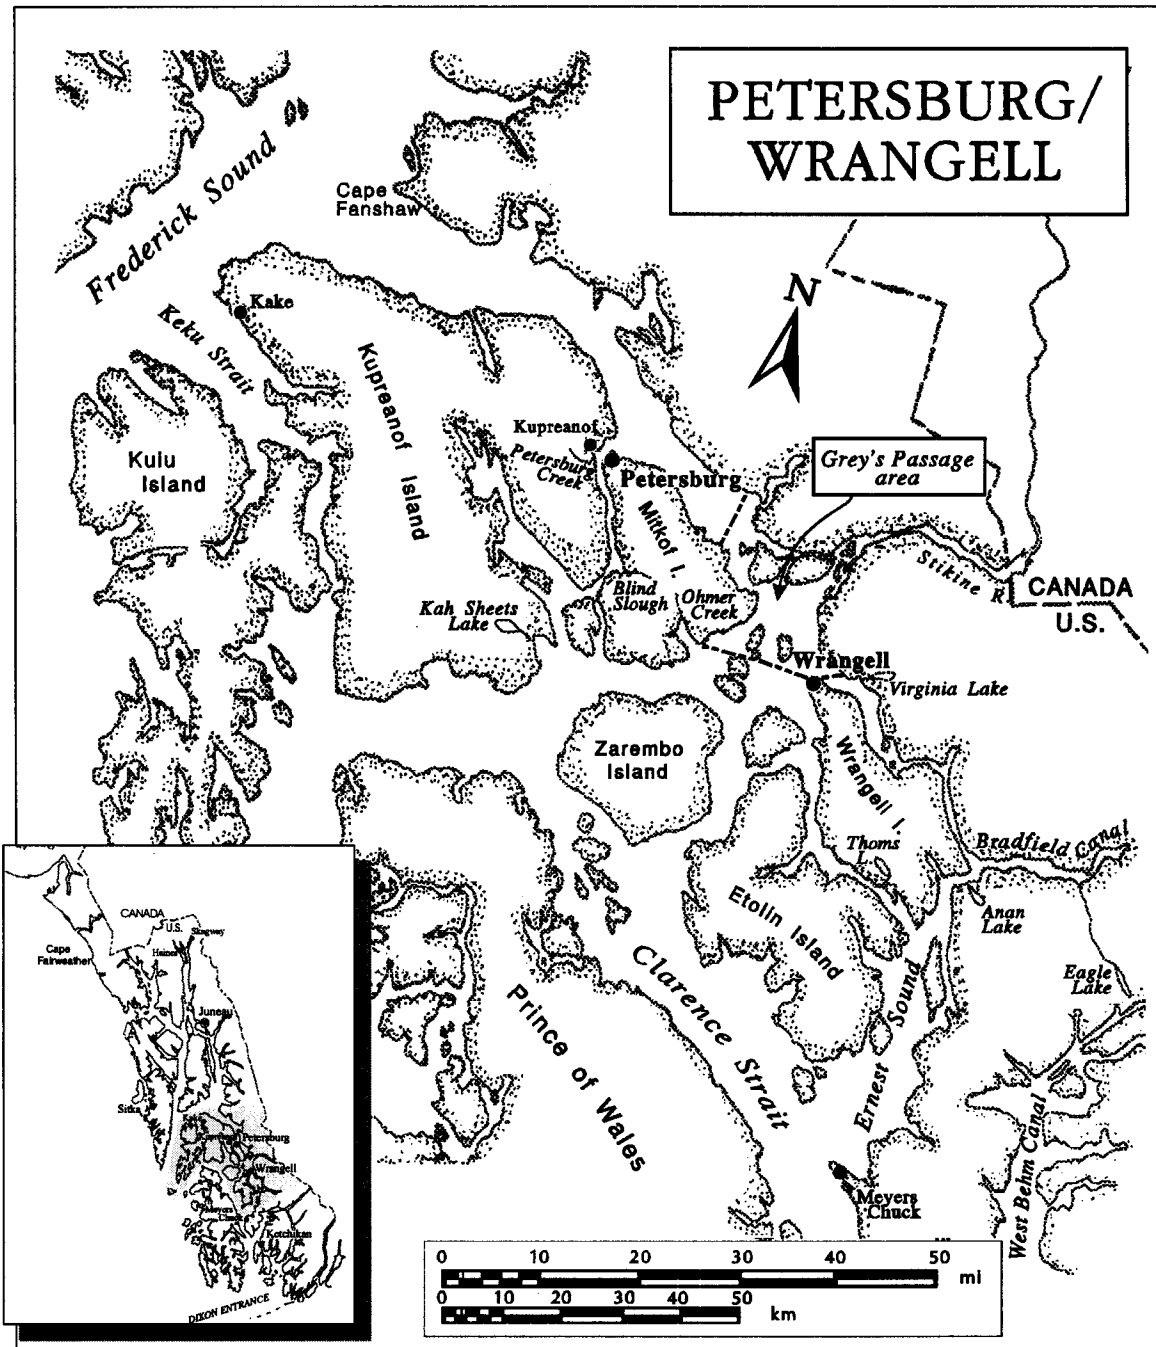 PETERSBURG/
WRANGELL
Frederick Sound
Cape
Fanshaw
N
Kake
Keku Strait
Kupreanof Island
Kuiu
Island
Kupreanof
Petersburg
Creek
Petersburg
Mitkof I.
Grey's Passage
area
Stikine R
CANADA
U.S.
Blind
Slough
Ohmer
Creek
Kah Sheets
Lake
Wrangell
Virginia Lake
Zarembo
Island
Wrangell I.
Thoms
L.
Bradfield Canal
Anan
Lake
Etolin Island
Eagle
Lake
Clarence Strait
Prince of Wales
Ernest Sound
West Behm Canal
Meyers
Chuck
CANADA
U.S.
Skagway
Haines
Cape
Fairweather
Juneau
Sitka
Kake
Petersburg
Wrangell
Meyers
Chuck
Ketchikan
DIXON ENTRANCE
0 10 20 30 40 50
mi
0 10 20 30 40 50
km